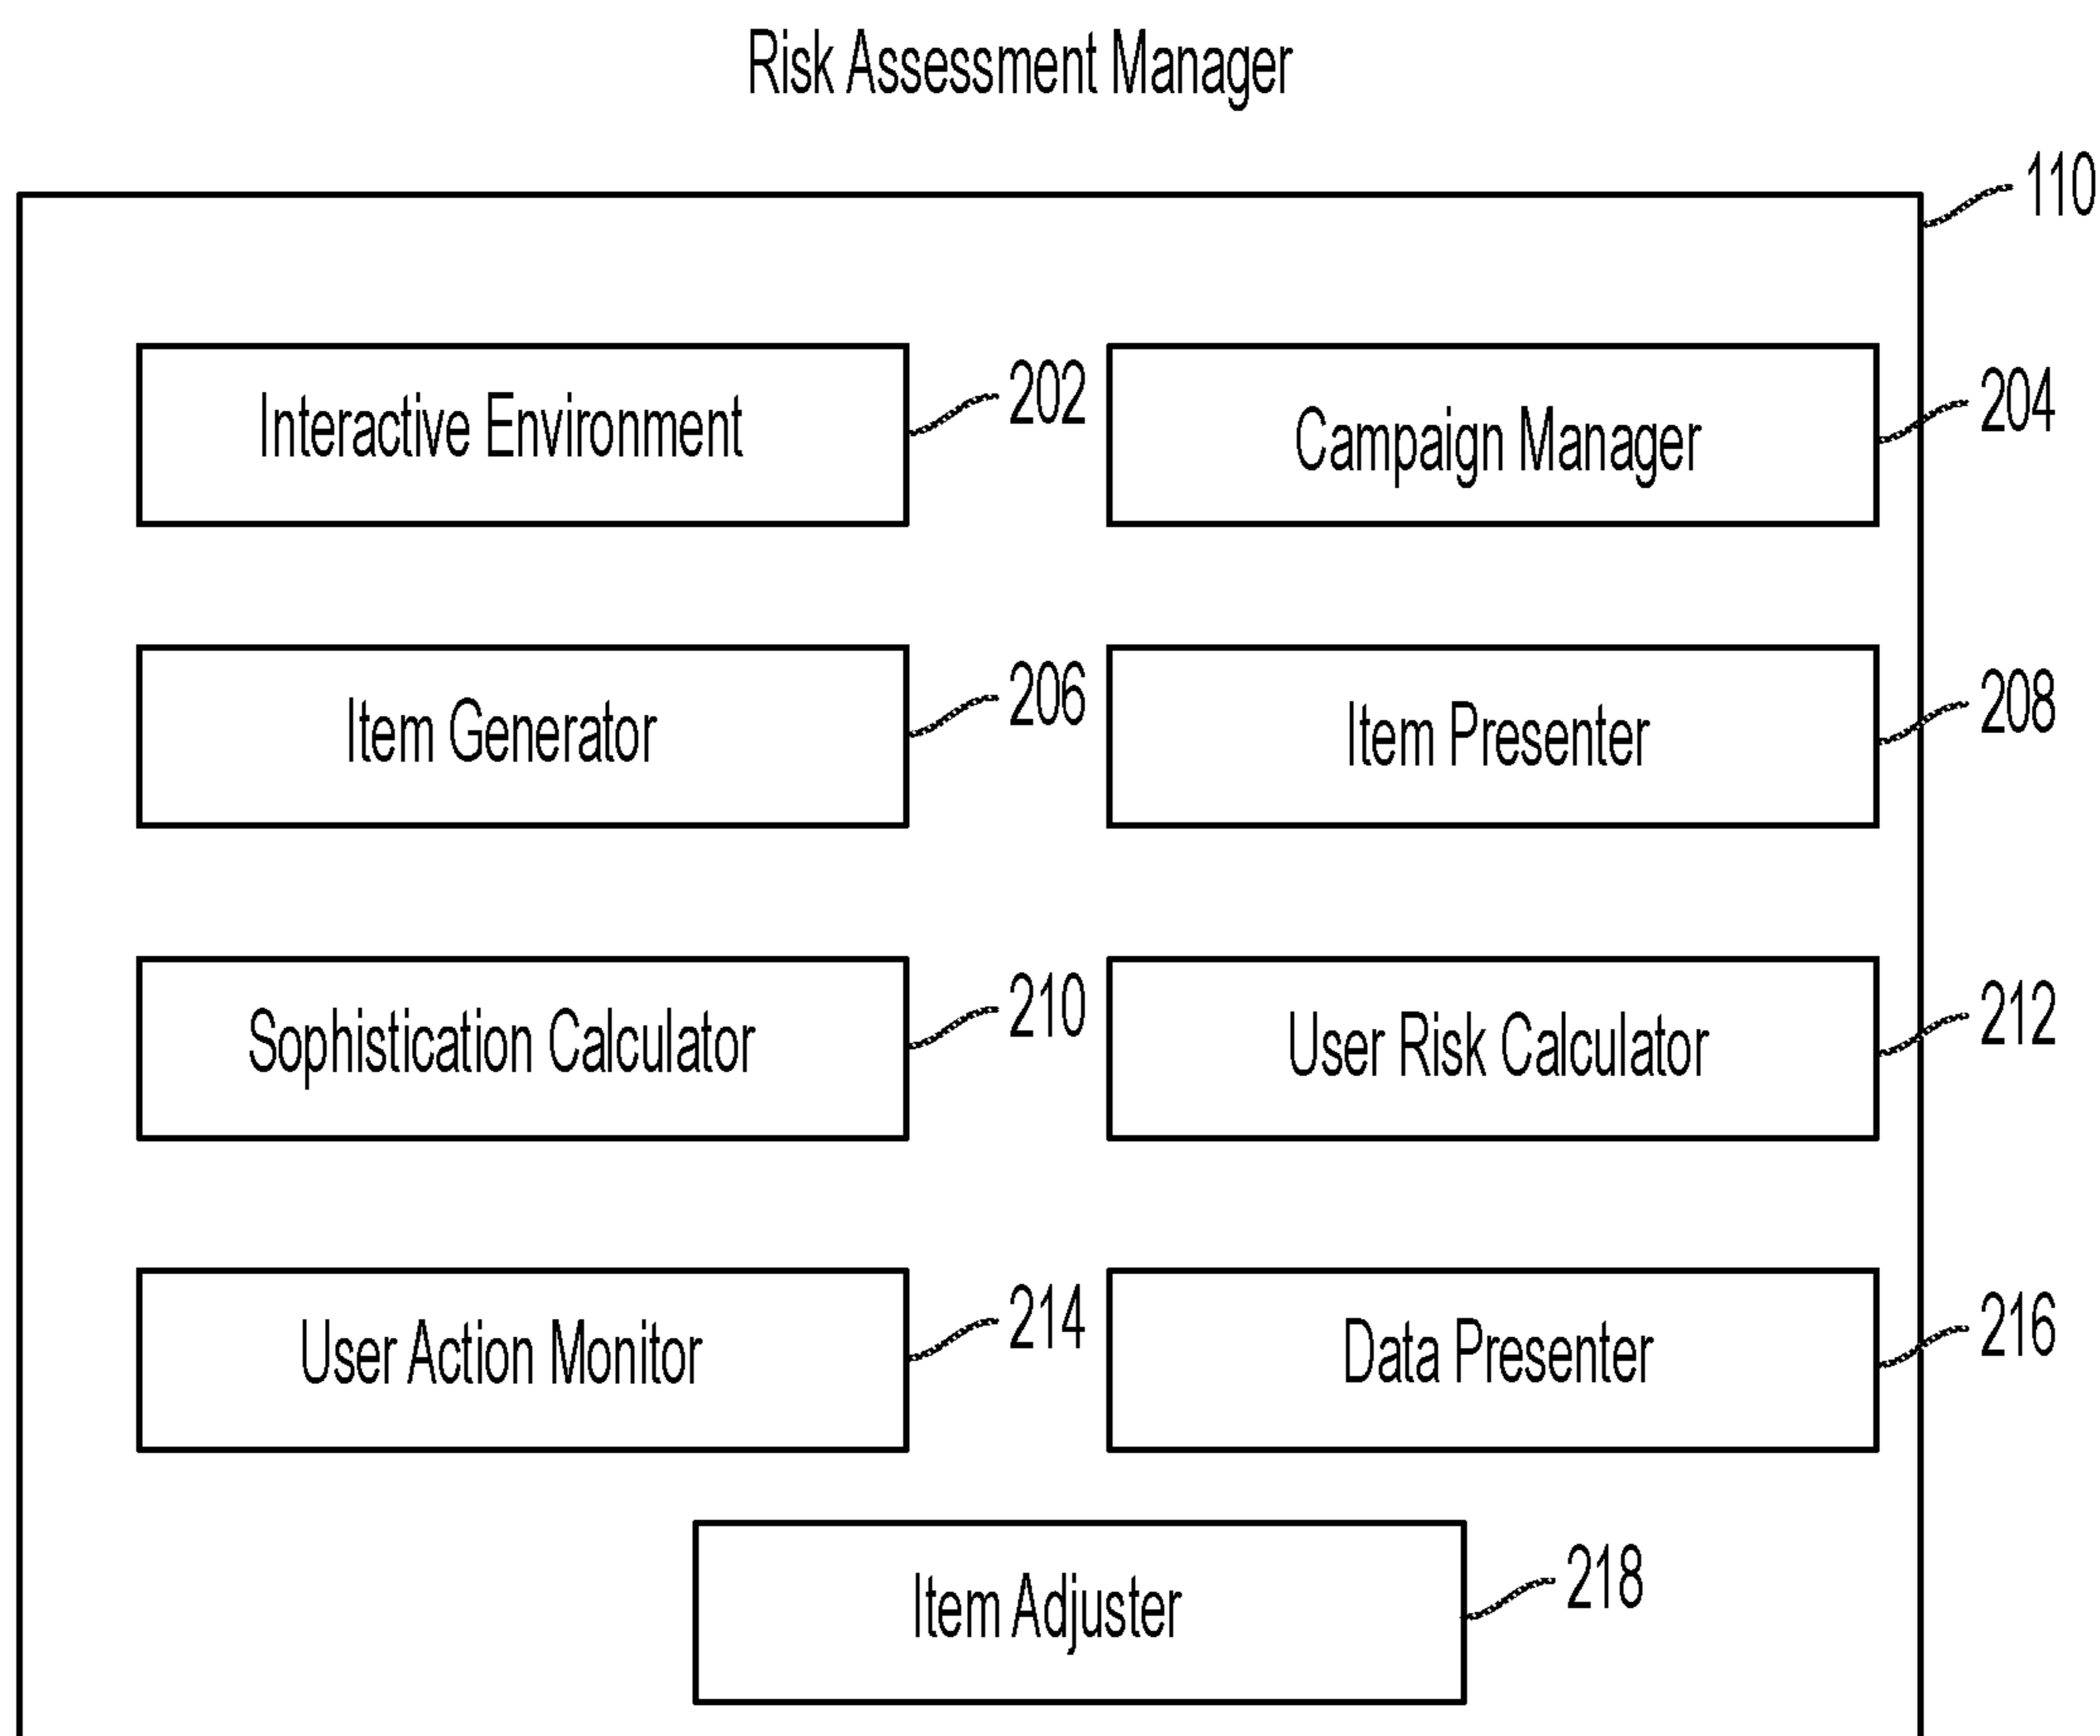 Risk Assessment Manager
110
Interactive Environment
202
Campaign Manager
204
Item Generator
206
Item Presenter
208
Sophistication Calculator
210
User Risk Calculator
212
User Action Monitor
214
Data Presenter
216
Item Adjuster
218